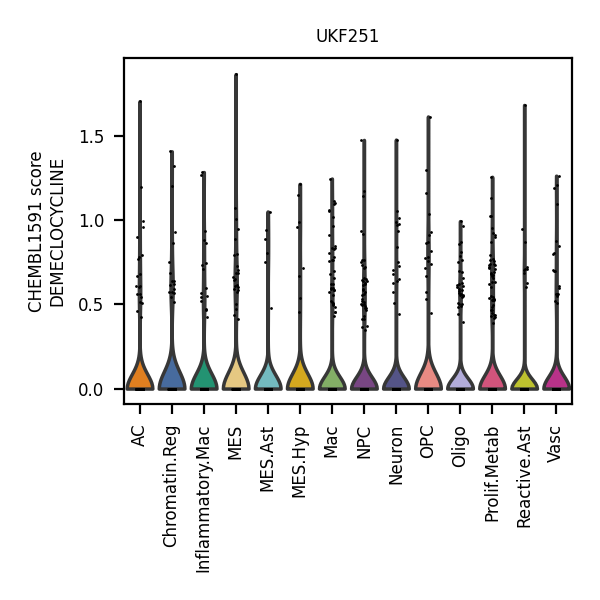 UKF251
CHEMBL1591 score
DEMECLOCYCLINE
1.5
1.0
0.5
0.0
AC
Chromatin.Reg
Inflammatory.Mac
MES
MES.Ast
MES.Hyp
Mac
NPC
Neuron
OPC
Oligo
Prolif.Metab
Reactive.Ast
Vasc